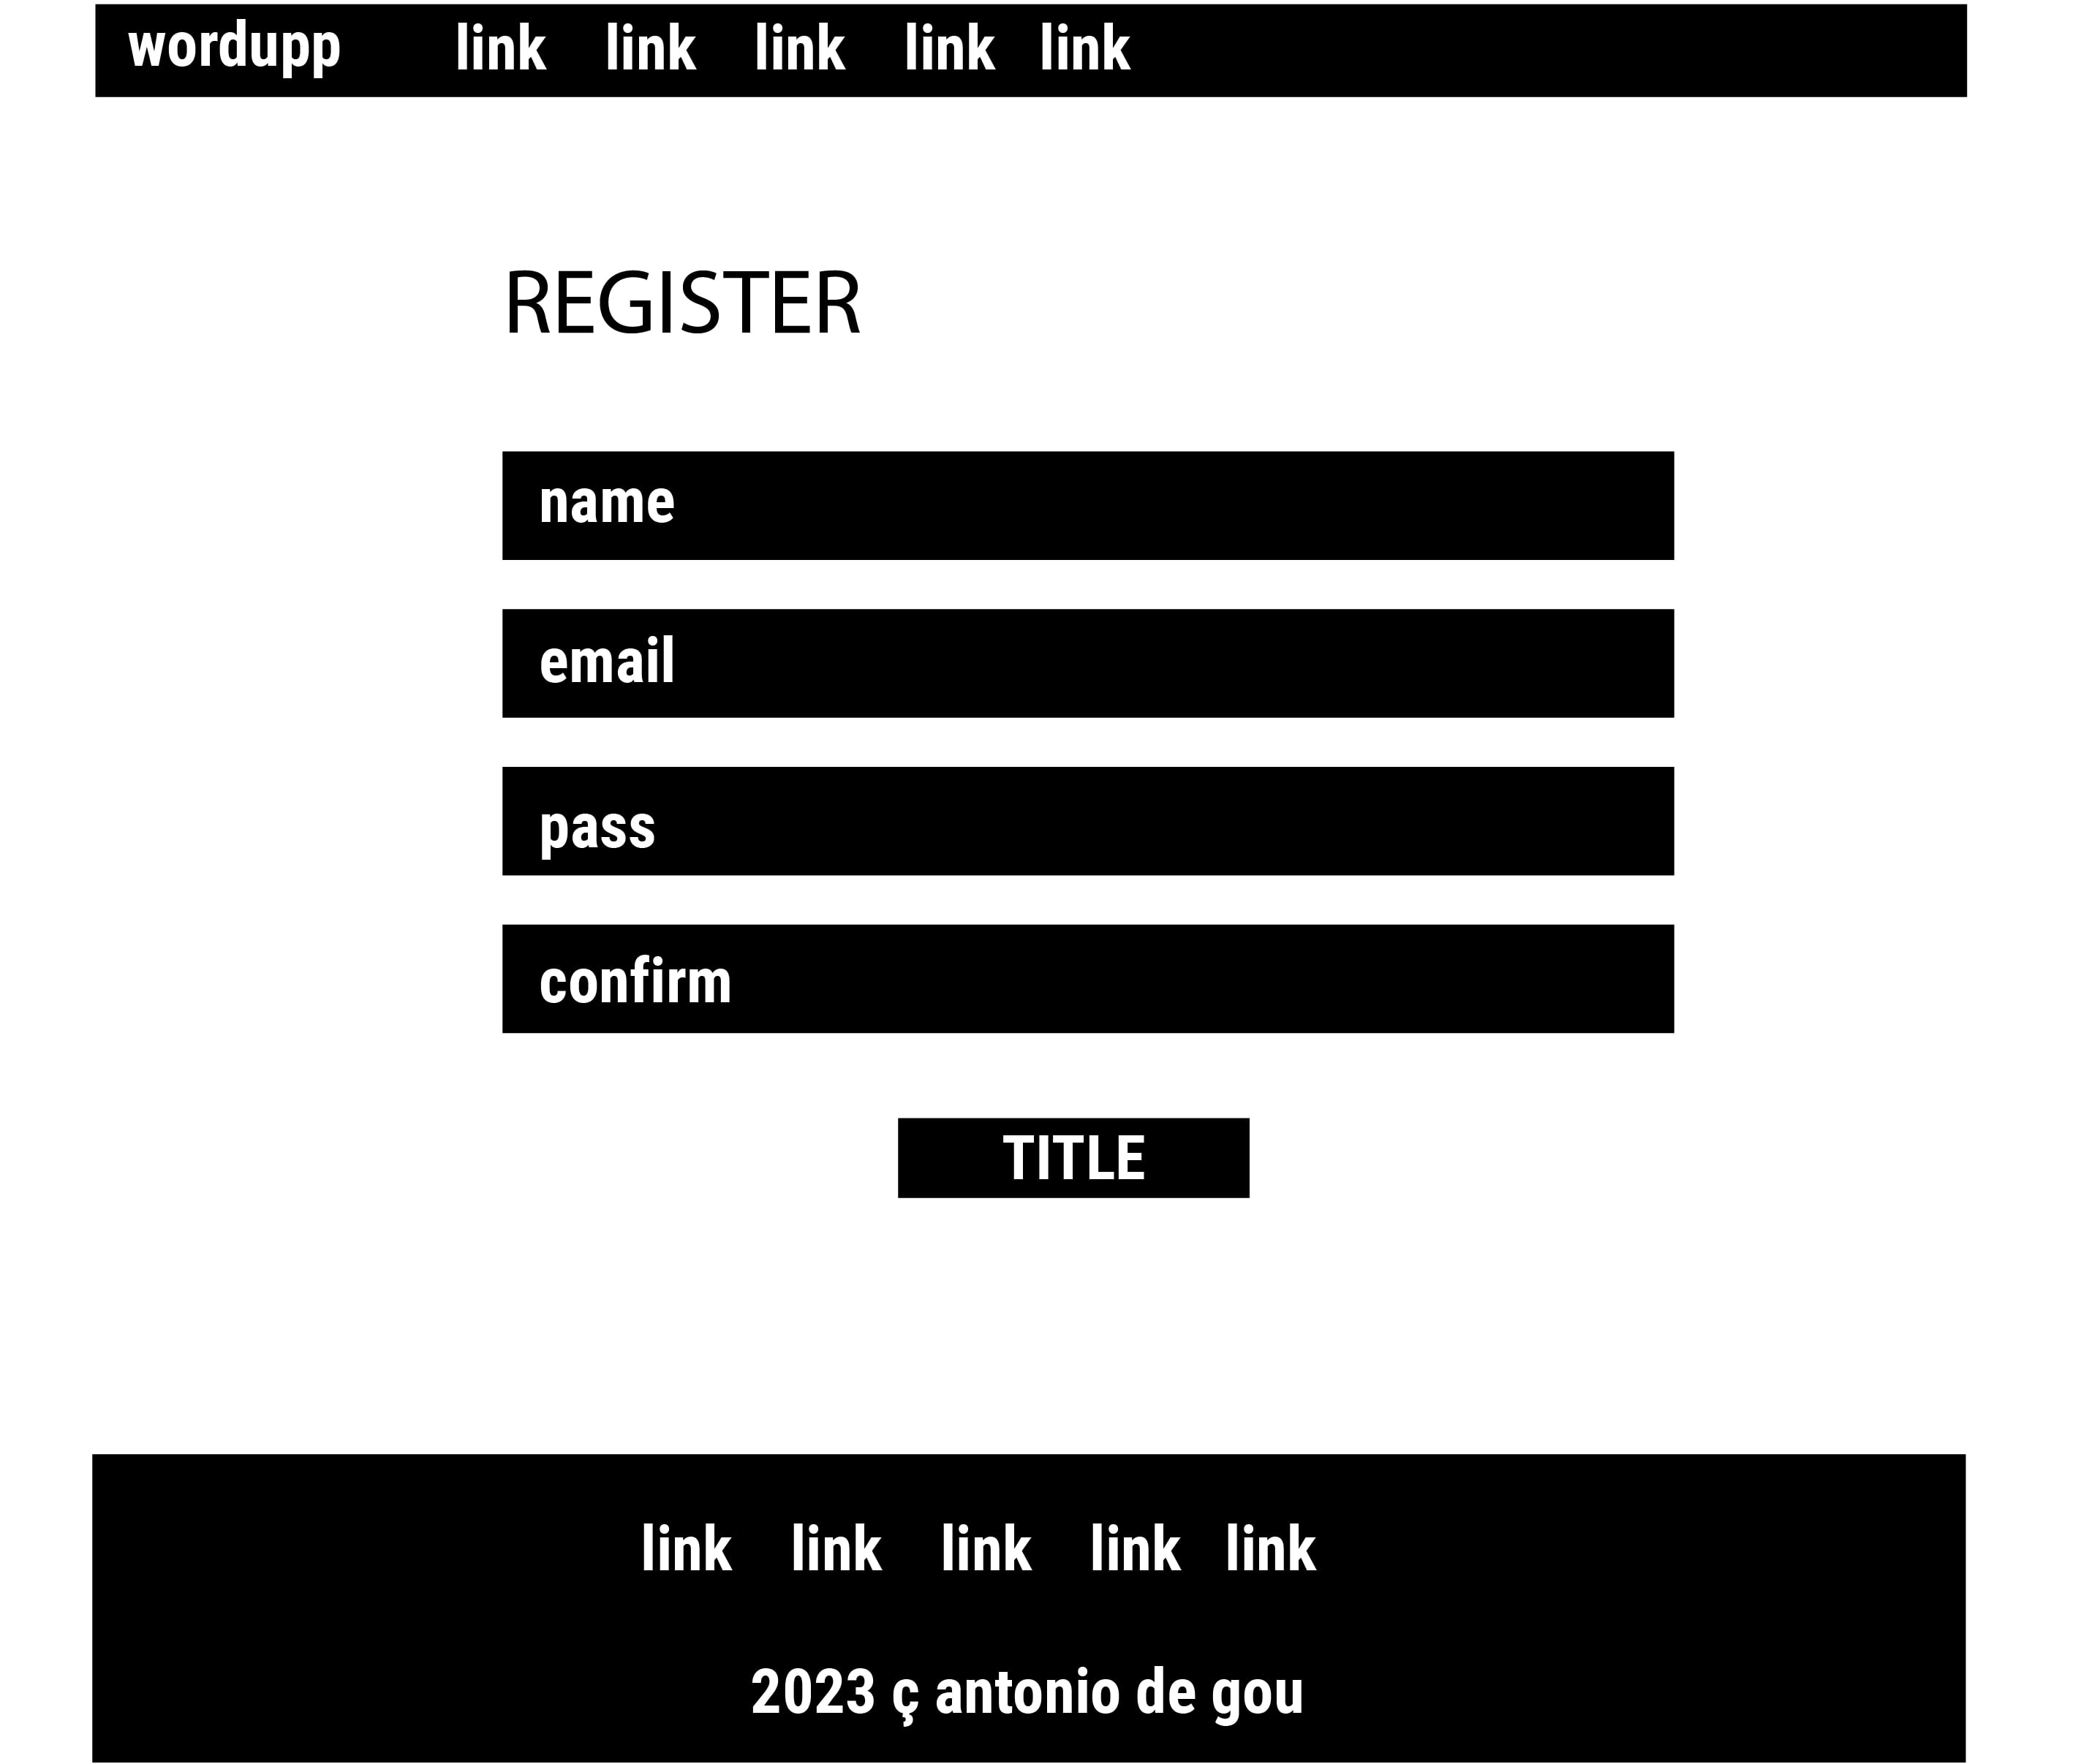 wordupp link link link link link
REGISTER
name
email
pass
confirm
TITLE
link link link link link
2023 ç antonio de gou